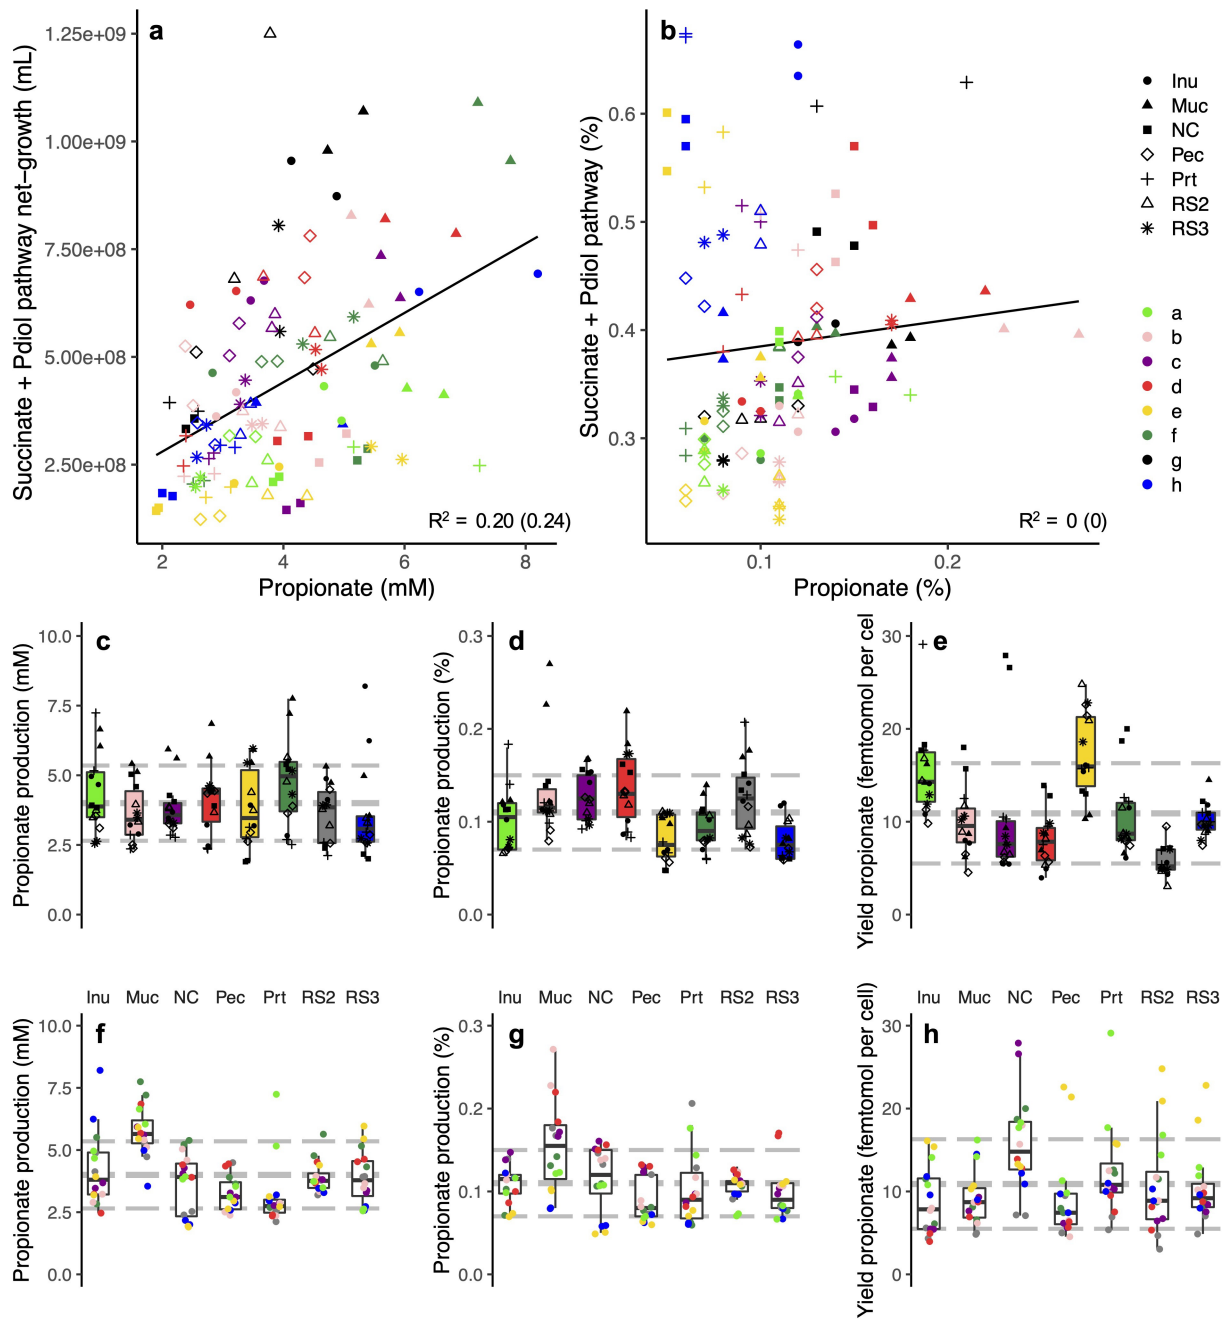 a
Succinate + Pdiol pathway net−growth (mL)
1.25e+09
1.00e+09
7.50e+08
5.00e+08
2.50e+08
R² = 0.20 (0.24)
2 4 6 8
Propionate (mM)
b
Succinate + Pdiol pathway (%)
0.6
0.5
0.4
0.3
R² = 0 (0)
0.1 0.2
Propionate (%)
Inu
Muc
NC
Pec
Prt
RS2
RS3
a
b
c
d
e
f
g
h
c
Propionate production (mM)
10.0
7.5
5.0
2.5
0.0
d
Propionate production (%)
0.3
0.2
0.1
0.0
e
Yield propionate (femtoomol per cel
30
20
10
0
Inu Muc NC Pec Prt RS2 RS3
f
Propionate production (mM)
10.0
7.5
5.0
2.5
0.0
Inu Muc NC Pec Prt RS2 RS3
g
Propionate production (%)
0.3
0.2
0.1
0.0
Inu Muc NC Pec Prt RS2 RS3
h
Yield propionate (femtomol per cell)
30
20
10
0